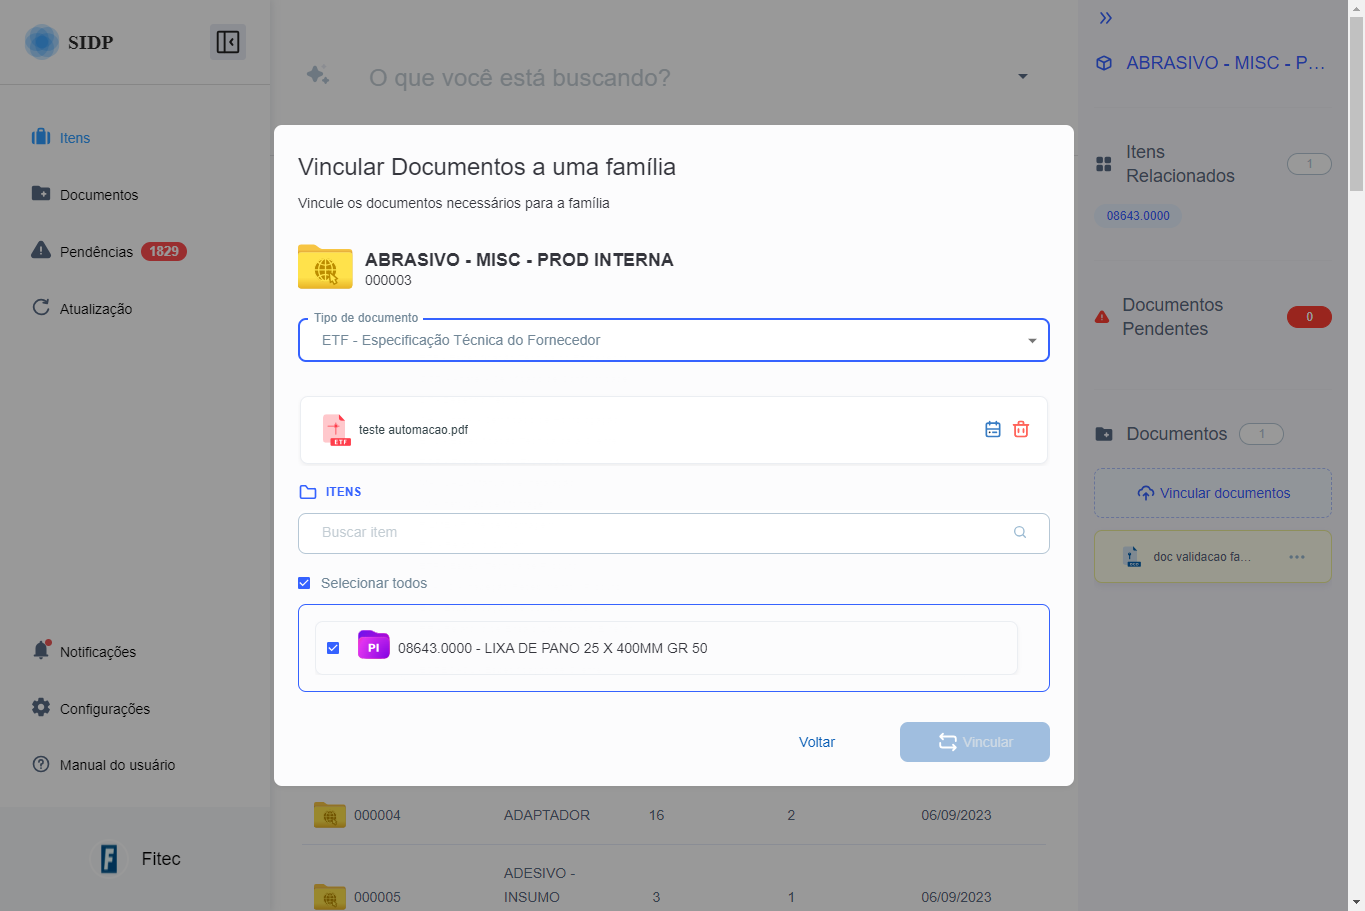 SIDP
Itens
Documentos
Pendências 1829
Atualização
Notificações
Configurações
Manual do usuário
Fitec
O que você está buscando?
Vincular Documentos a uma família
Vincule os documentos necessários para a família
ABRASIVO - MISC - PROD INTERNA
000003
Tipo de documento
ETF - Especificação Técnica do Fornecedor
ETF
teste automacao.pdf
ITENS
Buscar item
Selecionar todos
PI 08643.0000 - LIXA DE PANO 25 X 400MM GR 50
Voltar
Vincular
000004 ADAPTADOR 16 2 06/09/2023
ADESIVO -
000005 INSUMO 3 1 06/09/2023
ABRASIVO - MISC - P...
Itens
Relacionados
1
08643.0000
Documentos
Pendentes
0
Documentos 1
Vincular documentos
doc validacao fa...